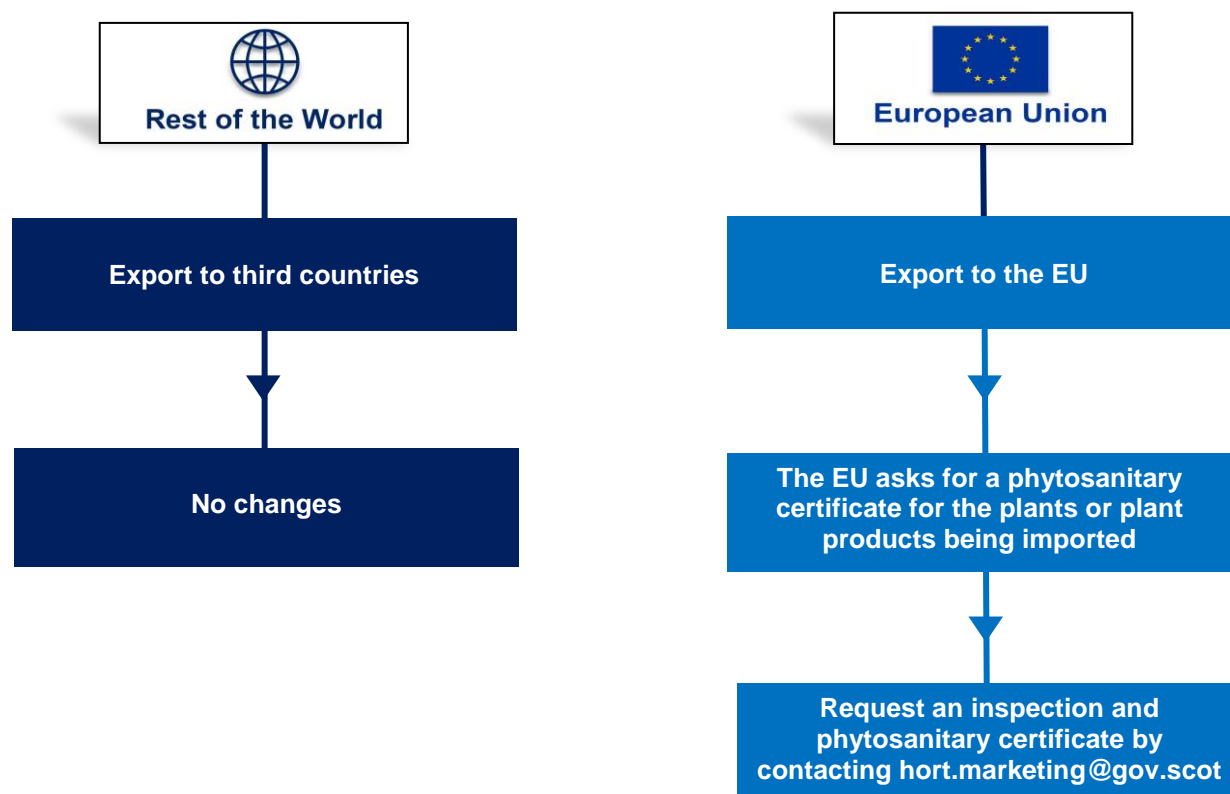 Rest of the World
Export to third countries
No changes
European Union
Export to the EU
The EU asks for a phytosanitary
certificate for the plants or plant
products being imported
Request an inspection and
phytosanitary certificate by
contacting hort.marketing@gov.scot